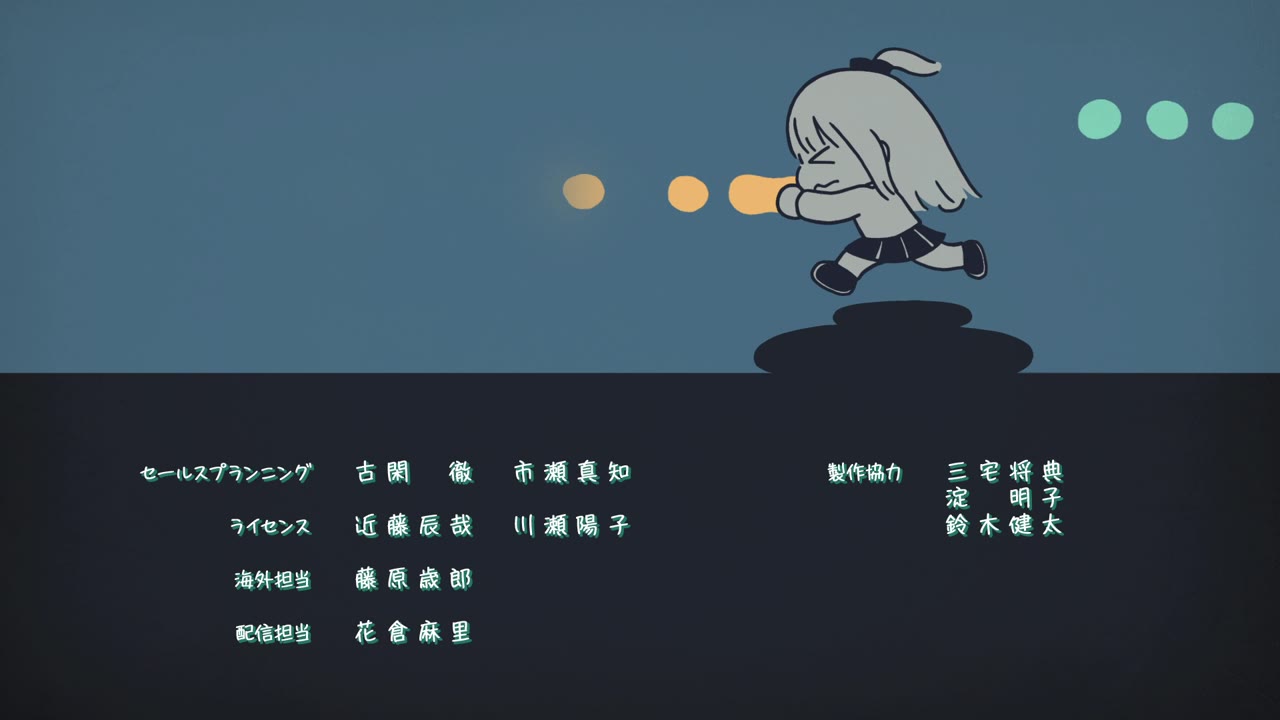 セールスプランニング 古閑 徹 市瀬真知
ライセンス 近藤辰哉 川瀬陽子
海外担当 藤原歳郎
配信担当 花倉麻里
製作協力 三宅将典
淀 明子
鈴木健太